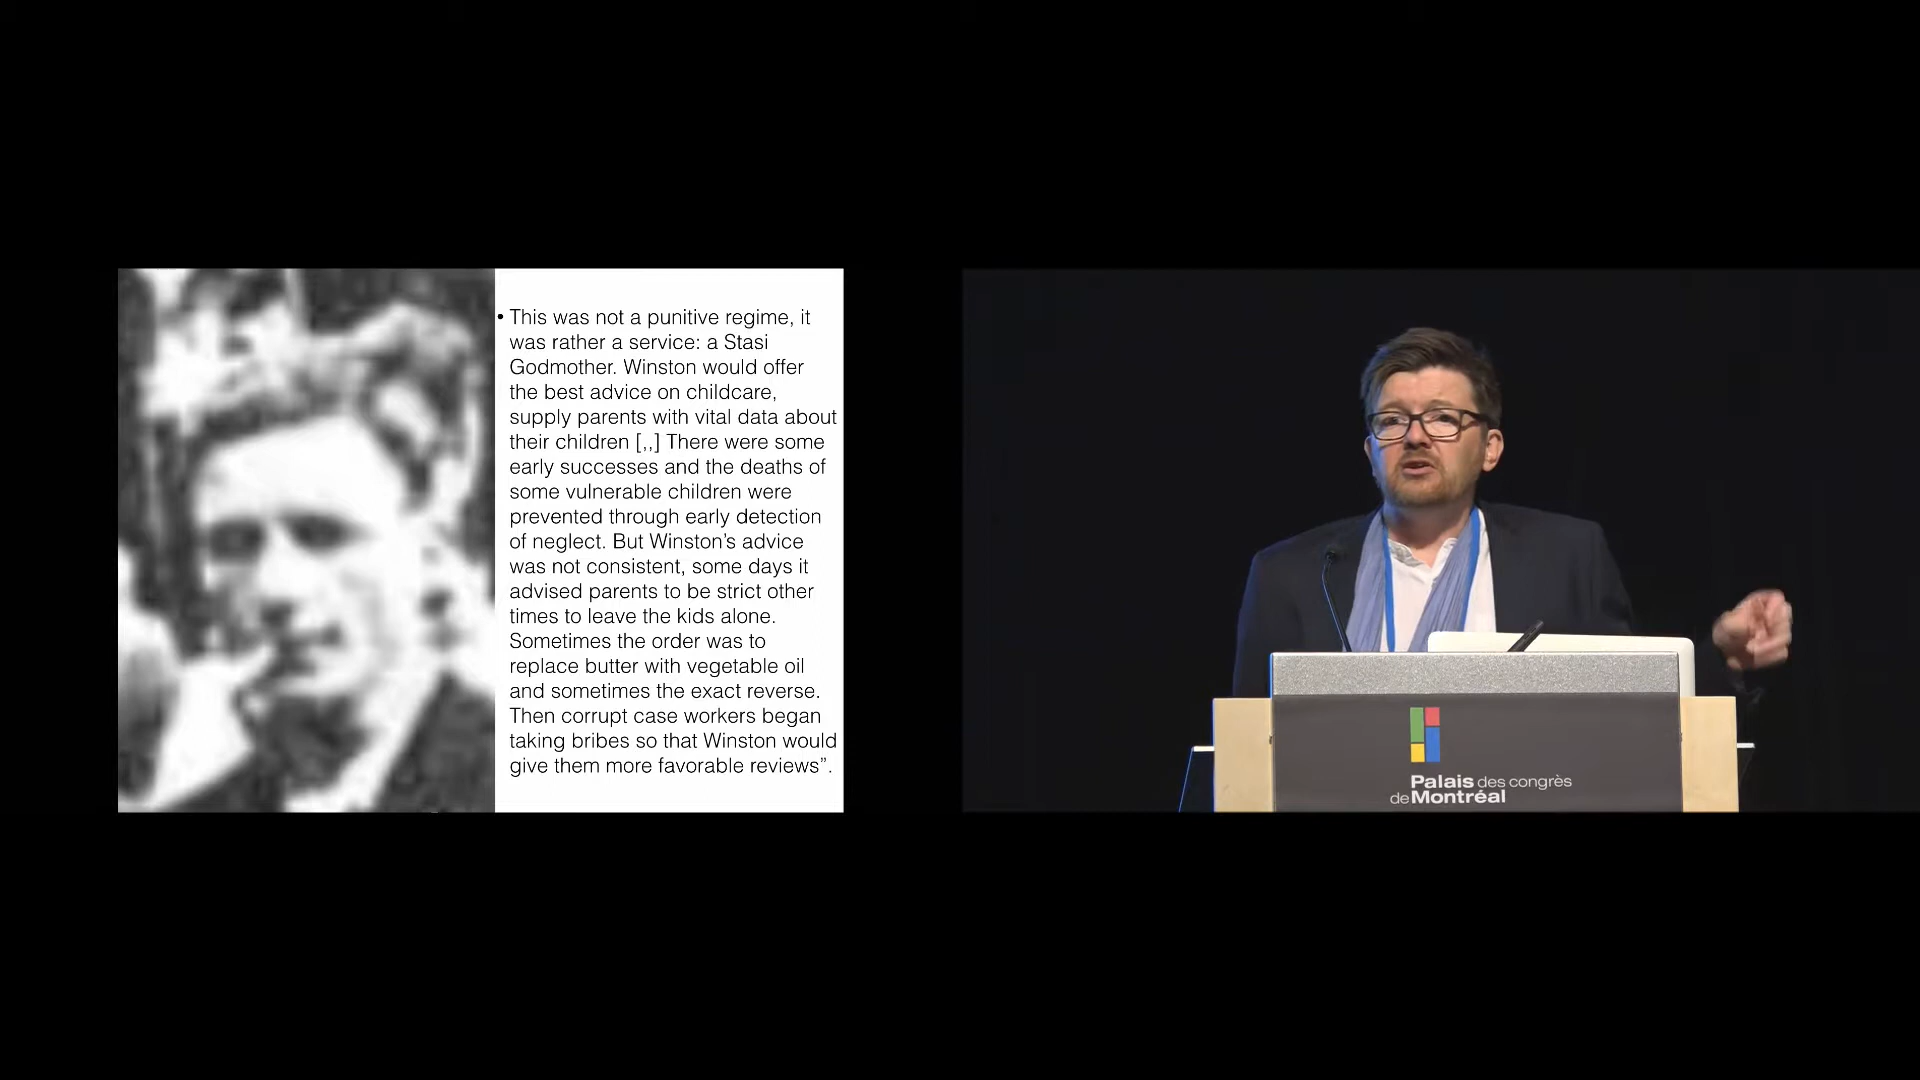 • This was not a punitive regime, it
was rather a service: a Stasi
Godmother. Winston would offer
the best advice on childcare,
supply parents with vital data about
their children [,,] There were some
early successes and the deaths of
some vulnerable children were
prevented through early detection
of neglect. But Winston’s advice
was not consistent, some days it
advised parents to be strict other
times to leave the kids alone.
Sometimes the order was to
replace butter with vegetable oil
and sometimes the exact reverse.
Then corrupt case workers began
taking bribes so that Winston would
give them more favorable reviews”.
Palais des congrès
de Montréal